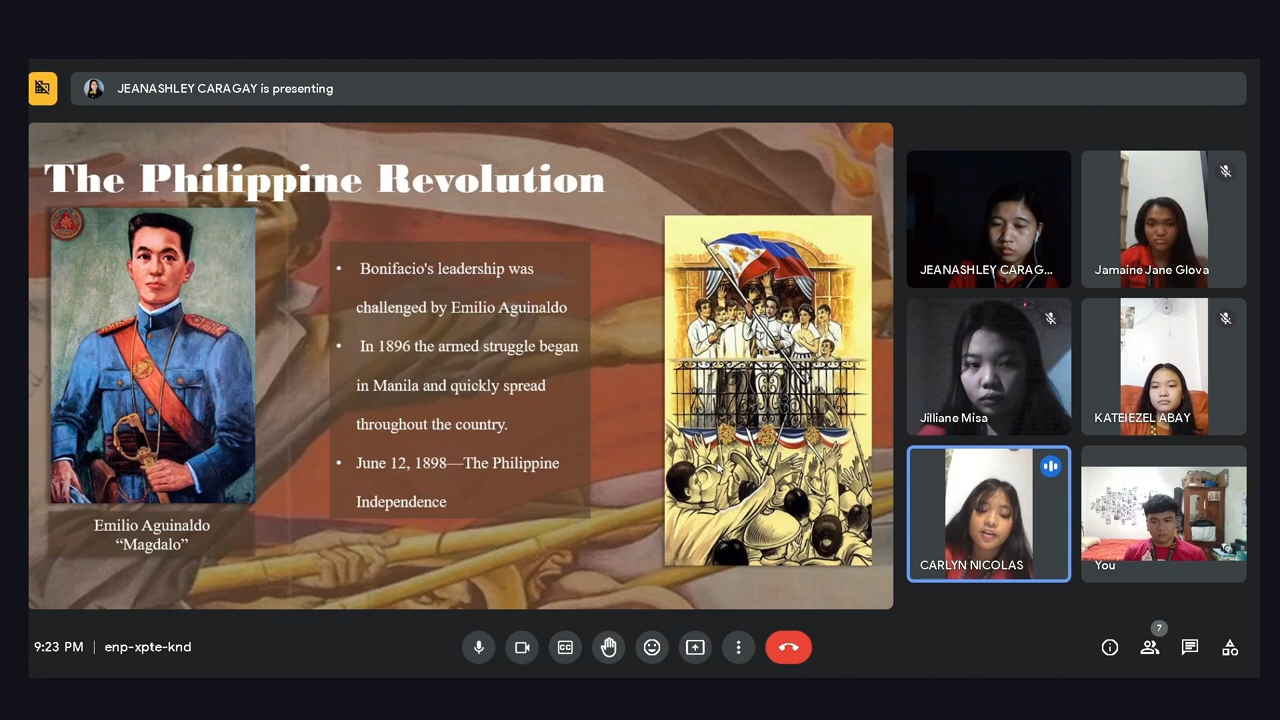 JEANASHLEY CARAGAY is presenting
The Philippine Revolution
• Bonifacio's leadership was
challenged by Emilio Aguinaldo
• In 1896 the armed struggle began
in Manila and quickly spread
throughout the country.
• June 12, 1898—The Philippine
Independence
Emilio Aguinaldo
“Magdalo”
JEANASHLEY CARAG...
Jamaine Jane Glova
Jilliane Misa
KATEIEZEL ABAY
CARLYN NICOLAS
You
9:23 PM | enp-xpte-knd
CC
7